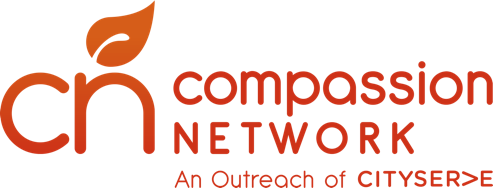 cn
compassion
NETWORK
An Outreach of CITYSERVE